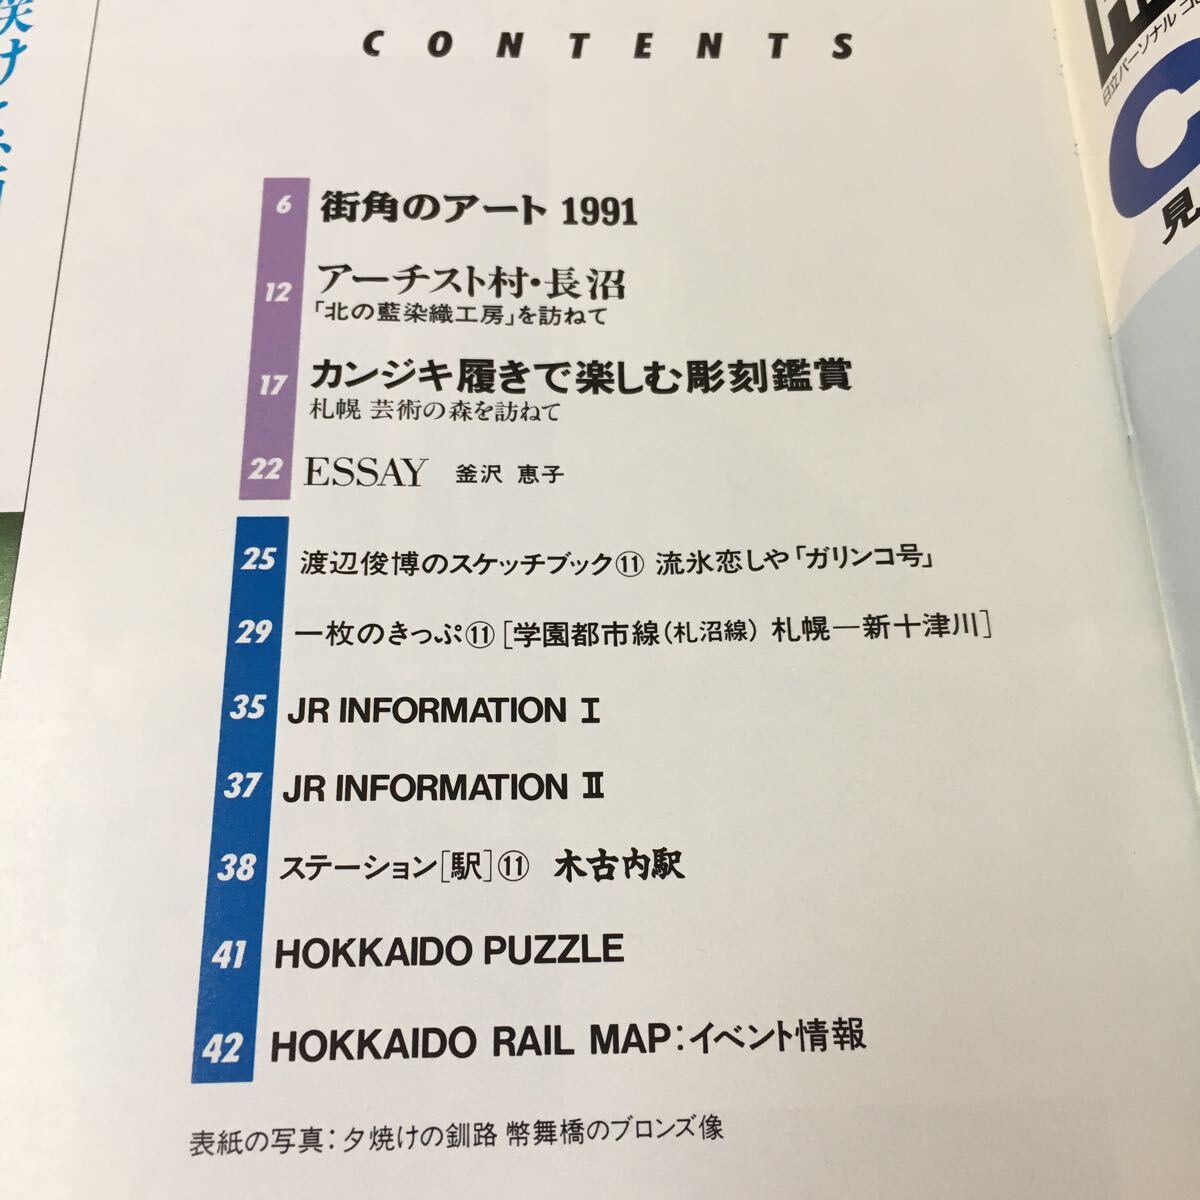 CONTENTS
6 街角のアート 1991
12 アーチスト村・長沼
「北の藍染織工房」を訪ねて
17 カンジキ履きで楽しむ彫刻鑑賞
札幌 芸術の森を訪ねて
22 ESSAY 釜沢 恵子
25 渡辺俊博のスケッチブック⑪ 流氷恋しや「ガリンコ号」
29 一枚のきっぷ⑪[学園都市線(札沼線) 札幌―新十津川]
35 JR INFORMATION I
37 JR INFORMATION II
38 ステーション[駅]⑪ 木古内駅
41 HOKKAIDO PUZZLE
42 HOKKAIDO RAIL MAP:イベント情報
表紙の写真:夕焼けの釧路 幣舞橋のブロンズ像
日立パーソナル
見